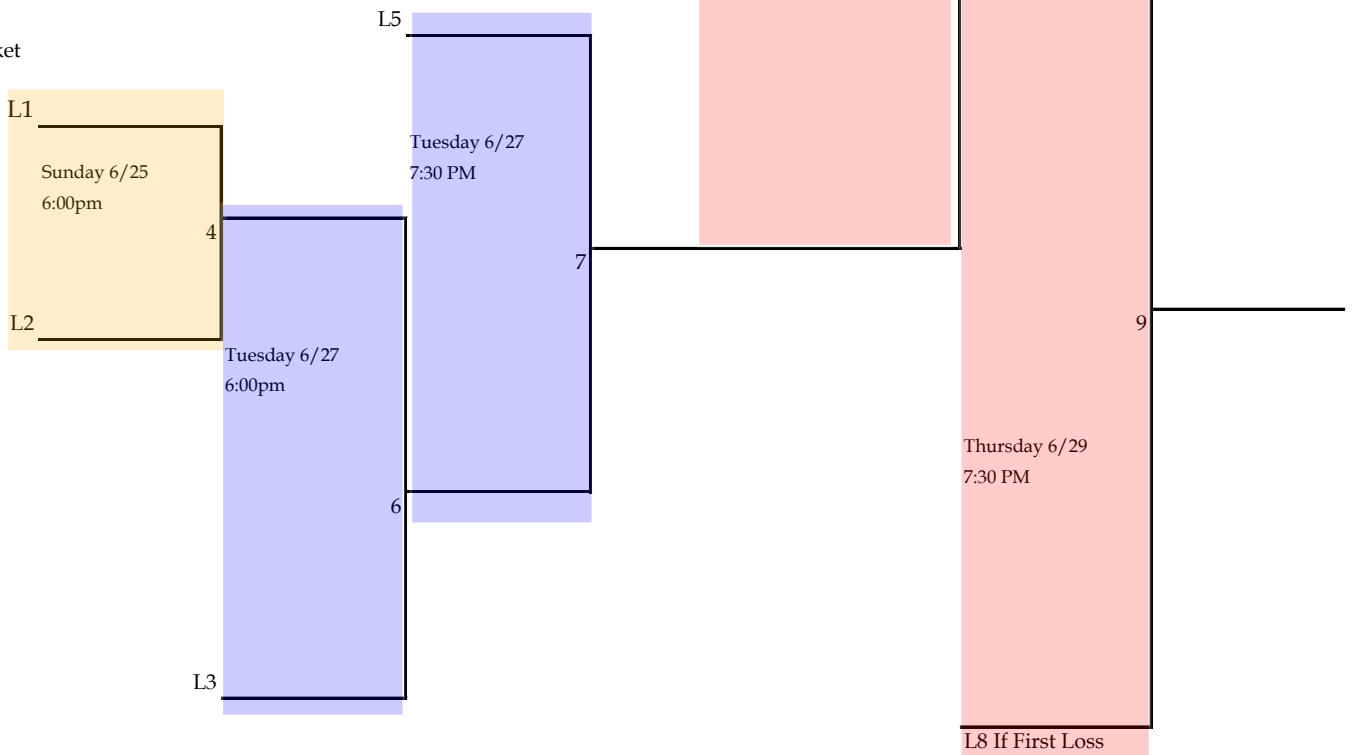 L5
L1
Sunday 6/25
6:00pm
Tuesday 6/27
7:30 PM
4
7
L2
9
Tuesday 6/27
6:00pm
Thursday 6/29
7:30 PM
6
L3
L8 If First Loss